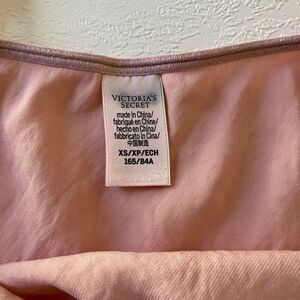 VICTORIA'S
SECRET
made in China/
fabriqué en Chine/
hecho en China/
fabbricato in Cina/
中国制造
XS/XP/ECH
165/84A